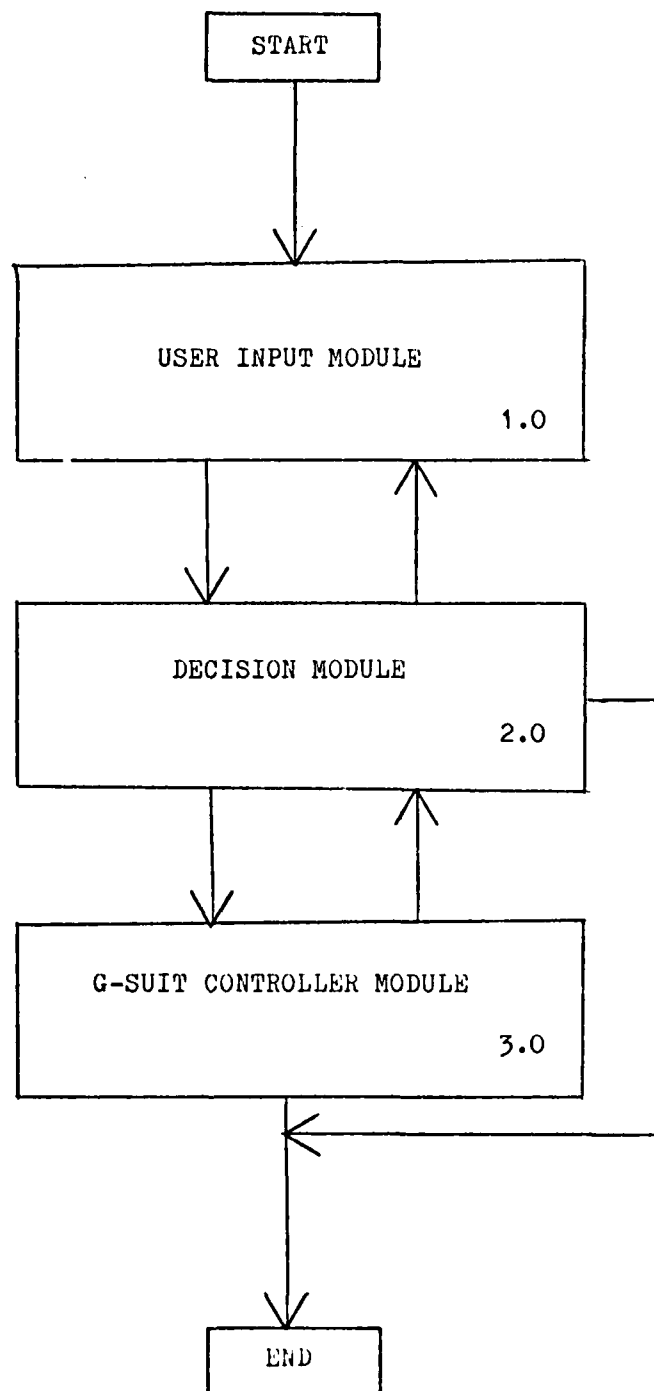 START
USER INPUT MODULE
1.0
DECISION MODULE
2.0
G-SUIT CONTROLLER MODULE
3.0
END